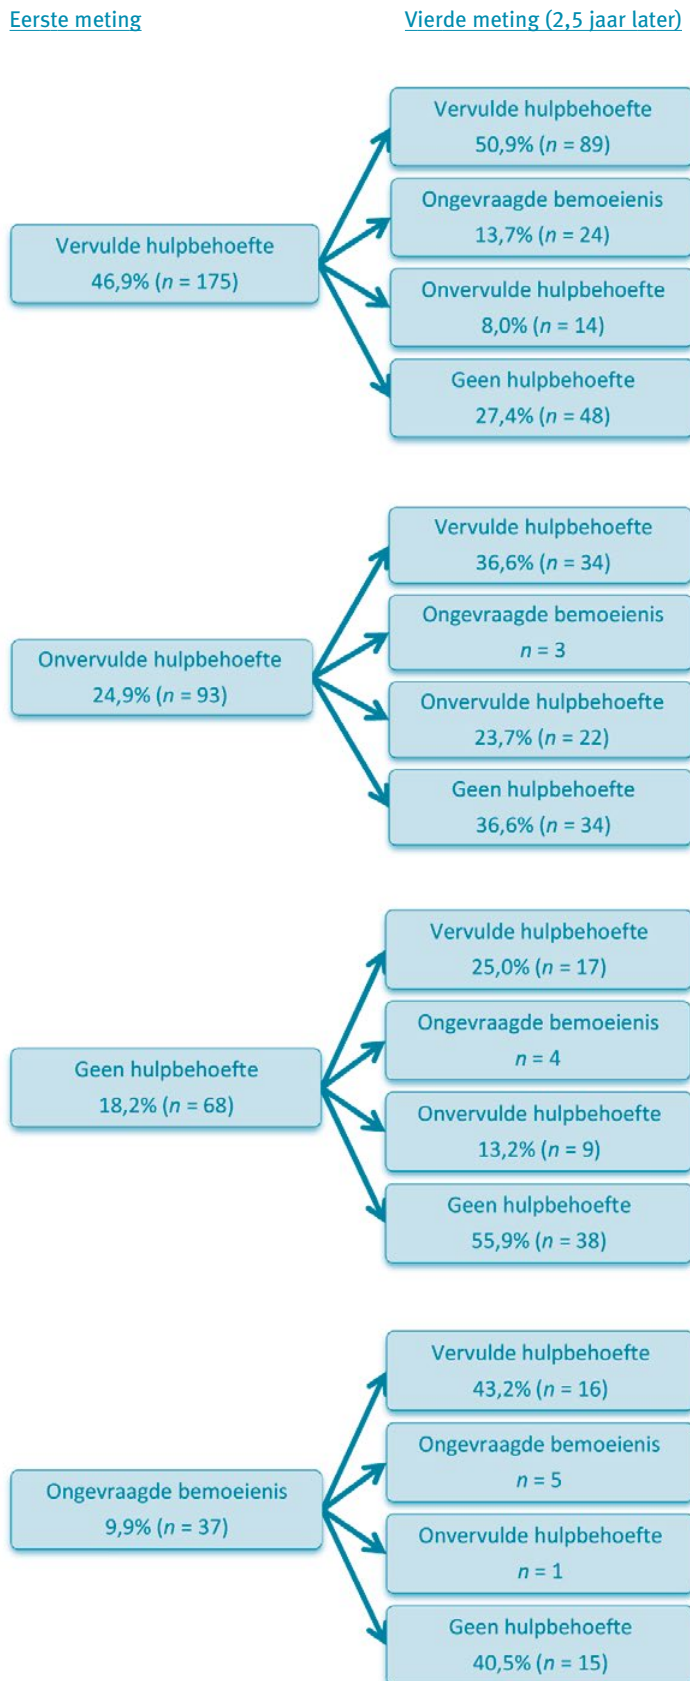 Eerste meting
Vierde meting (2,5 jaar later)
Vervulde hulpbehoefte
46,9% (n = 175)
Vervulde hulpbehoefte
50,9% (n = 89)
Ongevraagde bemoeienis
13,7% (n = 24)
Onvervulde hulpbehoefte
8,0% (n = 14)
Geen hulpbehoefte
27,4% (n = 48)
Onvervulde hulpbehoefte
24,9% (n = 93)
Vervulde hulpbehoefte
36,6% (n = 34)
Ongevraagde bemoeienis
n = 3
Onvervulde hulpbehoefte
23,7% (n = 22)
Geen hulpbehoefte
36,6% (n = 34)
Geen hulpbehoefte
18,2% (n = 68)
Vervulde hulpbehoefte
25,0% (n = 17)
Ongevraagde bemoeienis
n = 4
Onvervulde hulpbehoefte
13,2% (n = 9)
Geen hulpbehoefte
55,9% (n = 38)
Ongevraagde bemoeienis
9,9% (n = 37)
Vervulde hulpbehoefte
43,2% (n = 16)
Ongevraagde bemoeienis
n = 5
Onvervulde hulpbehoefte
n = 1
Geen hulpbehoefte
40,5% (n = 15)